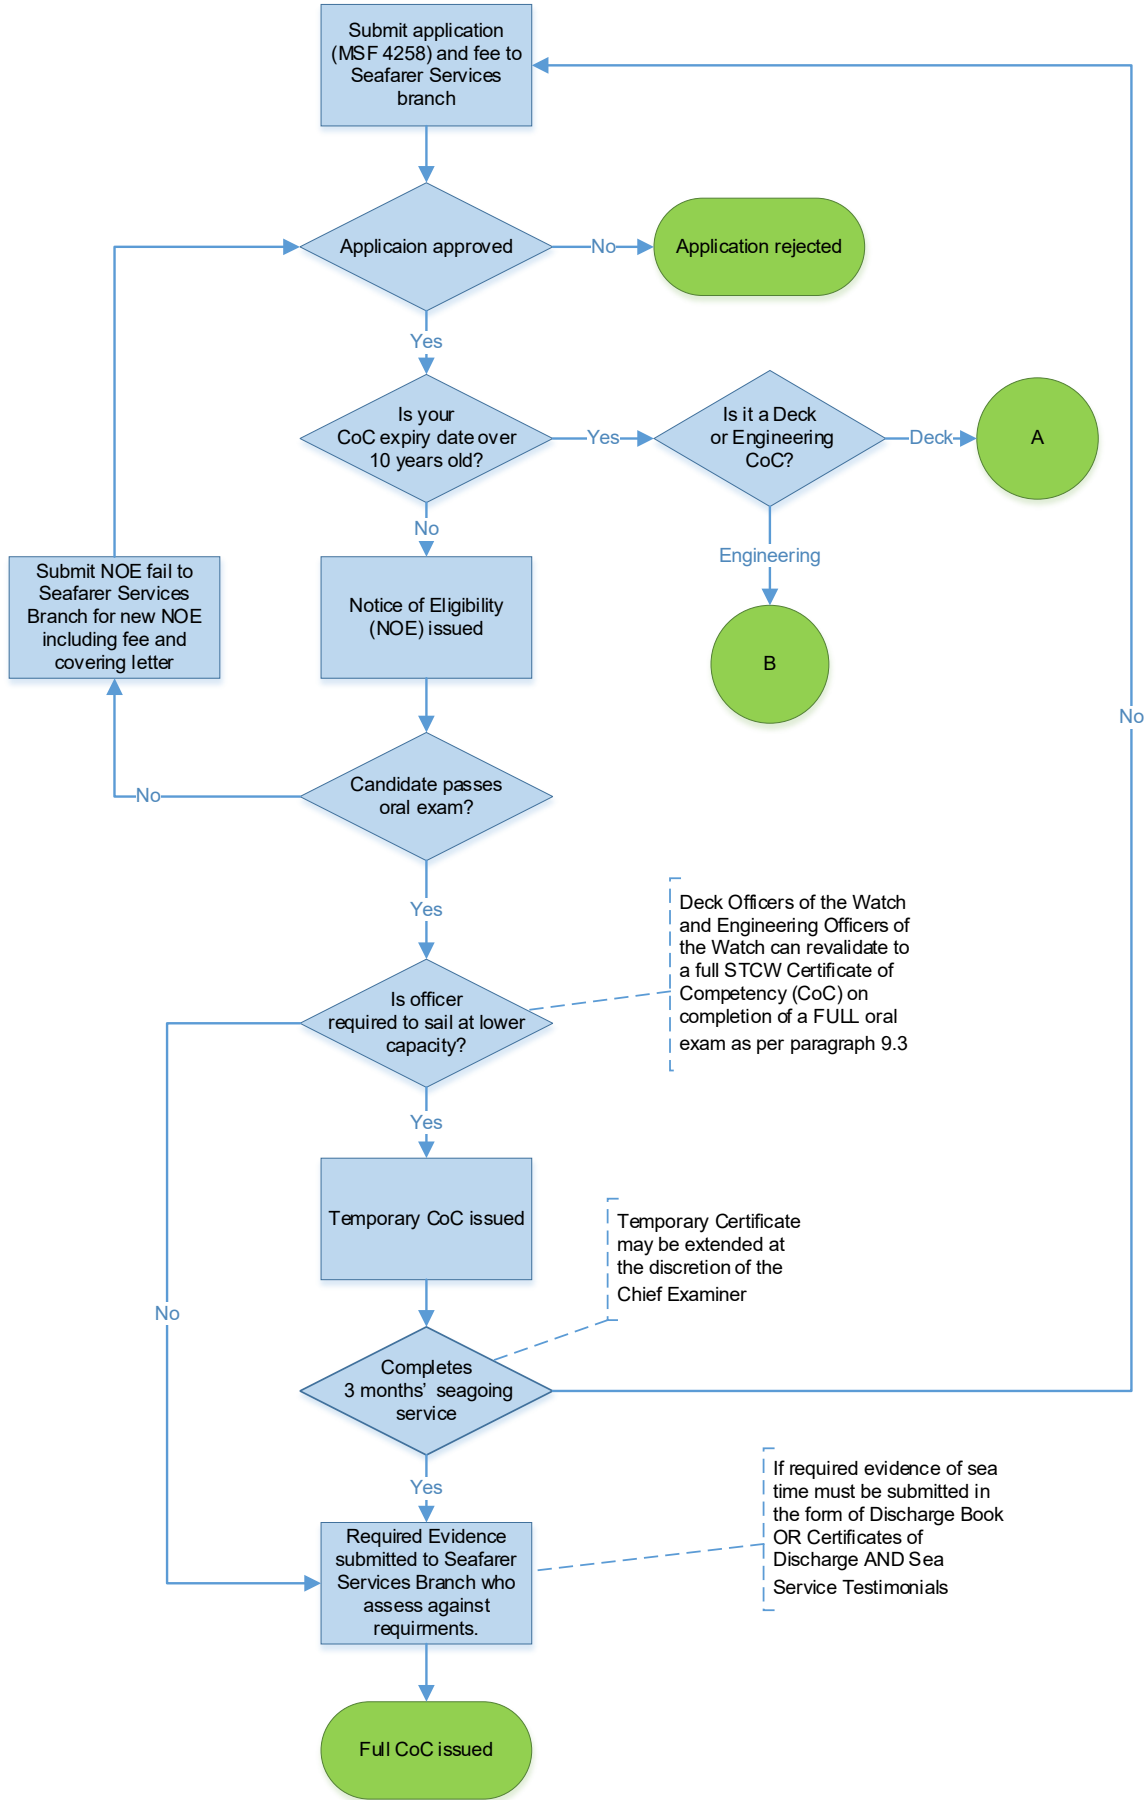 Submit application
(MSF 4258) and fee to
Seafarer Services
branch
Applicaion approved
No
Application rejected
Yes
Is your
CoC expiry date over
10 years old?
Yes
Is it a Deck
or Engineering
CoC?
Deck
A
No
Engineering
B
Submit NOE fail to
Seafarer Services
Branch for new NOE
including fee and
covering letter
Notice of Eligibility
(NOE) issued
No
Candidate passes
oral exam?
No
Yes
Deck Officers of the Watch
and Engineering Officers of
the Watch can revalidate to
a full STCW Certificate of
Competency (CoC) on
completion of a FULL oral
exam as per paragraph 9.3
Is officer
required to sail at lower
capacity?
Yes
Temporary CoC issued
Temporary Certificate
may be extended at
the discretion of the
Chief Examiner
No
Completes
3 months' seagoing
service
Yes
If required evidence of sea
time must be submitted in
the form of Discharge Book
OR Certificates of
Discharge AND Sea
Service Testimonials
Required Evidence
submitted to Seafarer
Services Branch who
assess against
requirments.
Full CoC issued